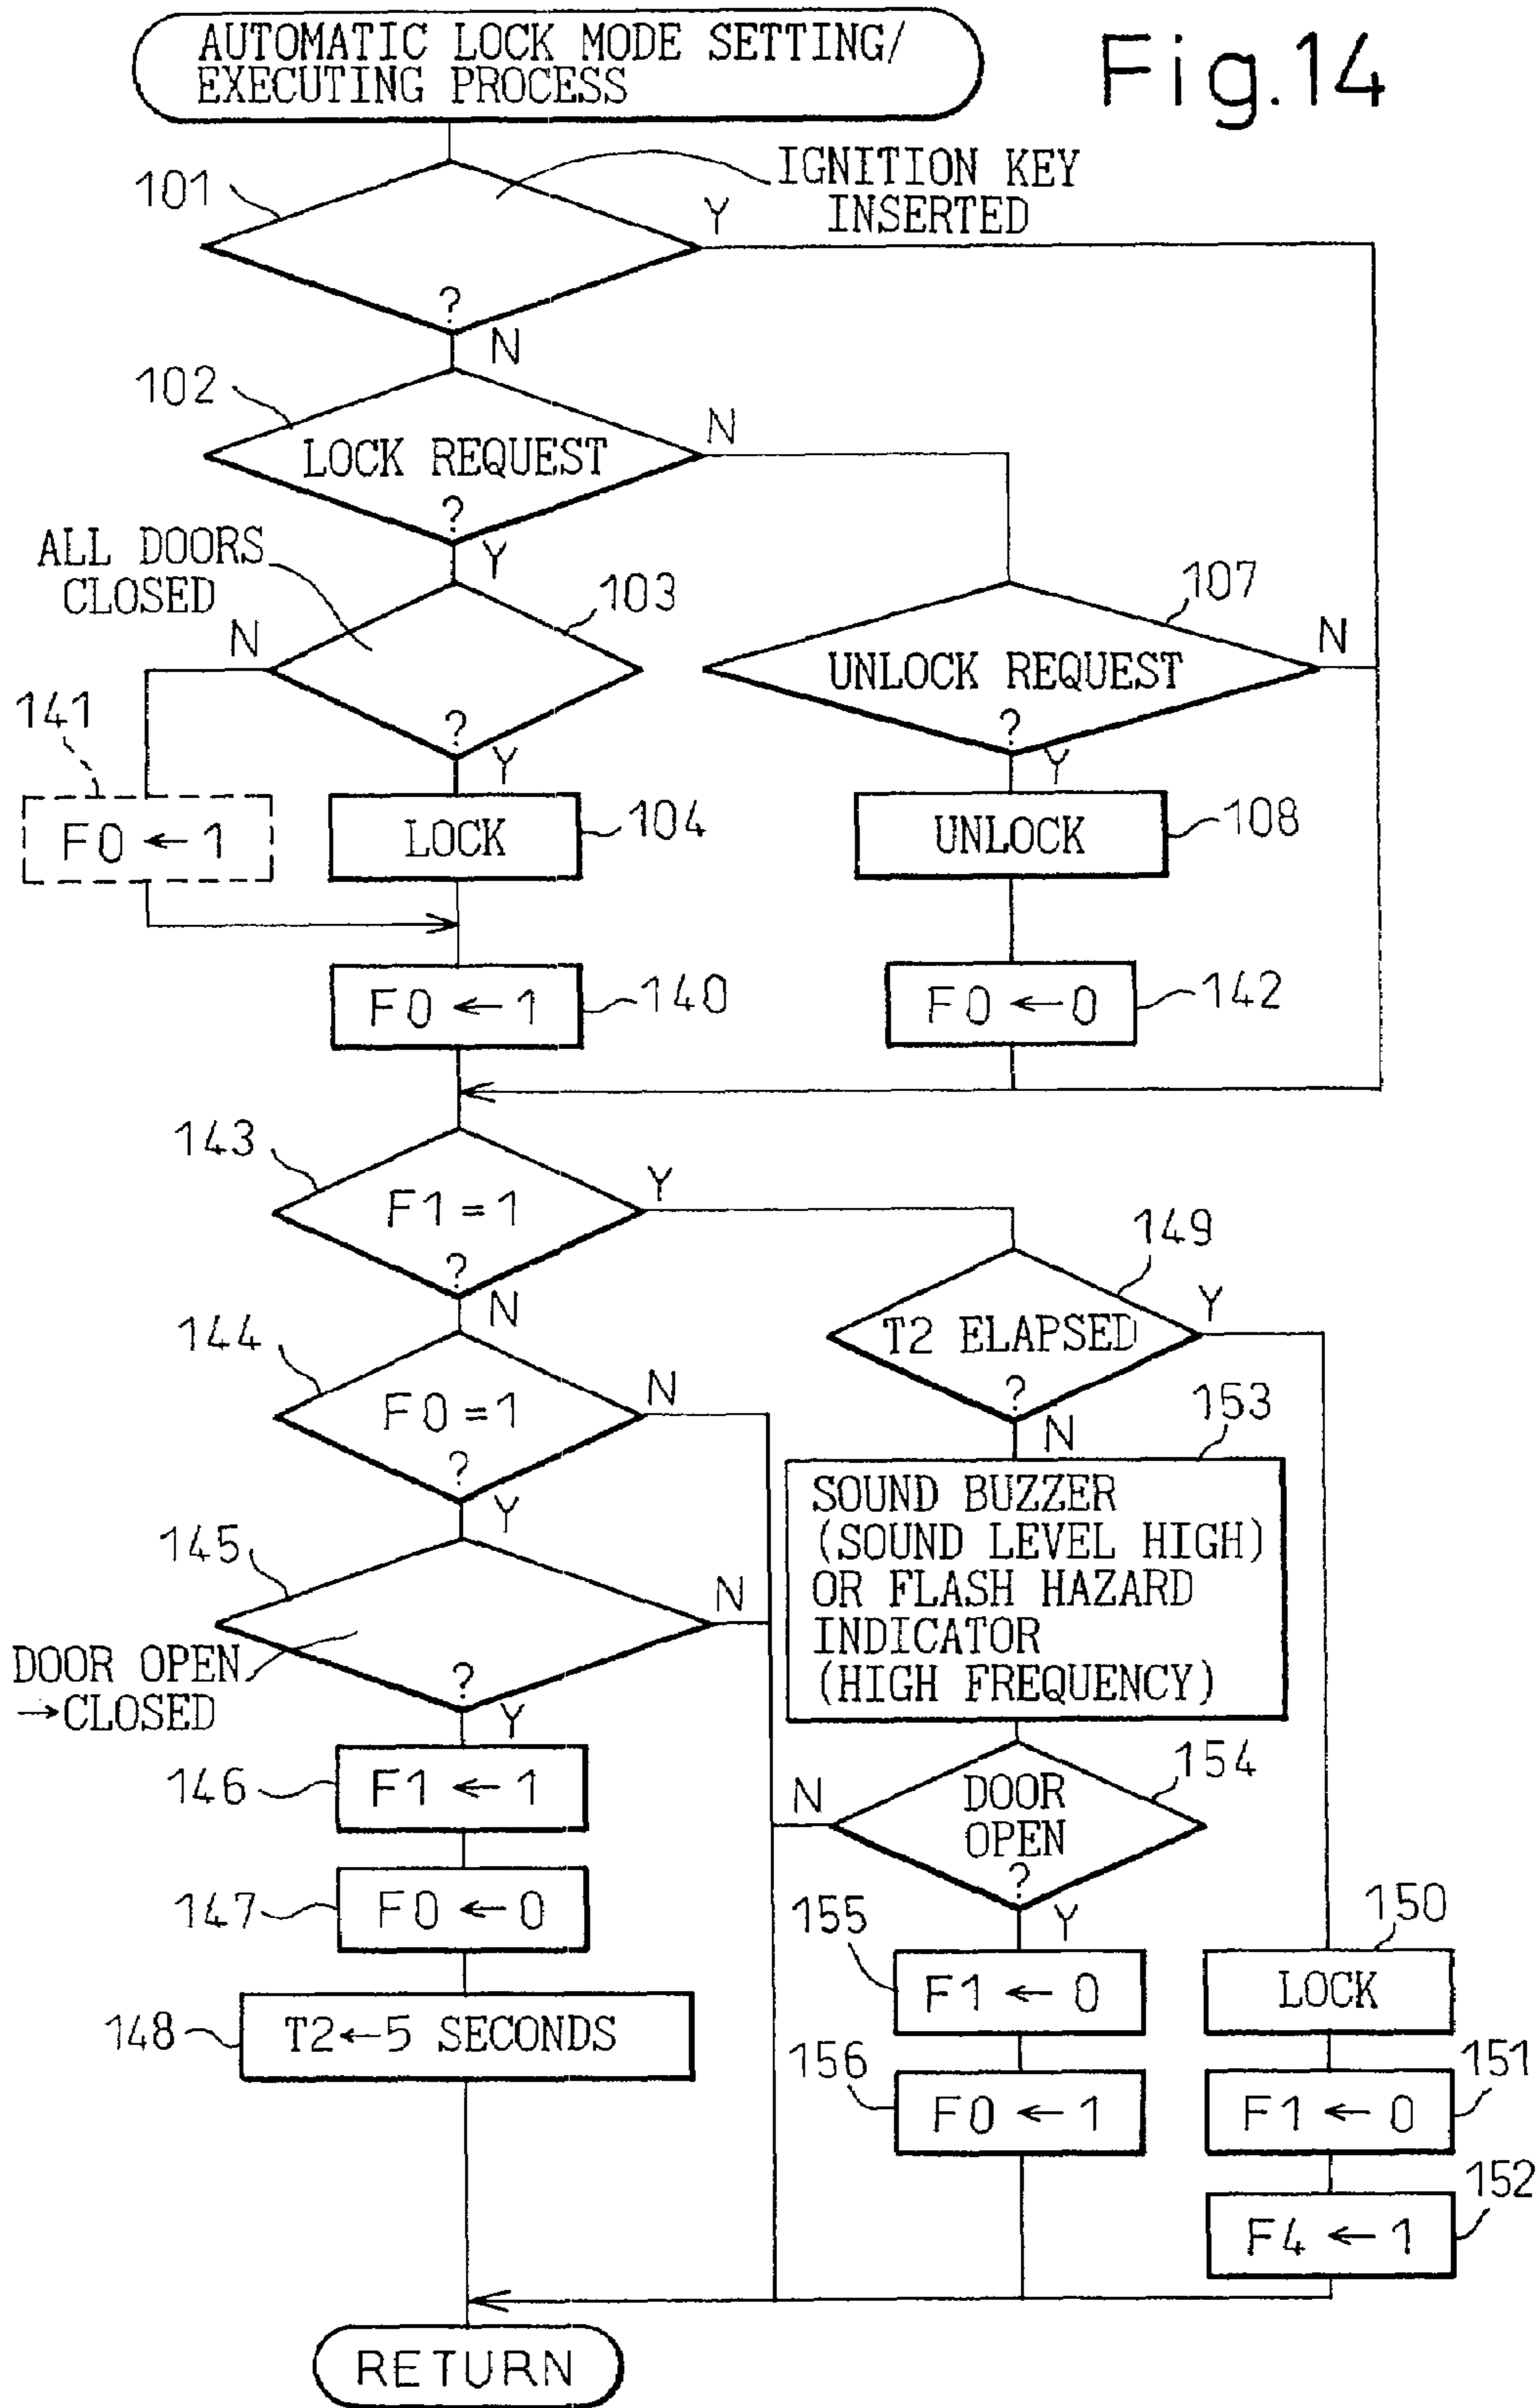 AUTOMATIC LOCK MODE SETTING/
EXECUTING PROCESS
Fig.14
101
IGNITION KEY
INSERTED
Y
?
N
102
LOCK REQUEST
?
N
Y
ALL DOORS
CLOSED
103
N
?
Y
107
UNLOCK REQUEST
?
N
Y
141
F0 ← 1
LOCK
104
UNLOCK
108
F0 ← 1
140
F0 ← 0
142
143
F1 = 1
?
Y
N
149
T2 ELAPSED
?
Y
N
144
F0 = 1
?
N
Y
153
SOUND BUZZER
(SOUND LEVEL HIGH)
OR FLASH HAZARD
INDICATOR
(HIGH FREQUENCY)
145
DOOR OPEN
→CLOSED
?
N
Y
146
F1 ← 1
154
DOOR
OPEN
?
N
Y
147
F0 ← 0
155
F1 ← 0
150
LOCK
148
T2←5 SECONDS
156
F0 ← 1
151
F1 ← 0
152
F4 ← 1
RETURN